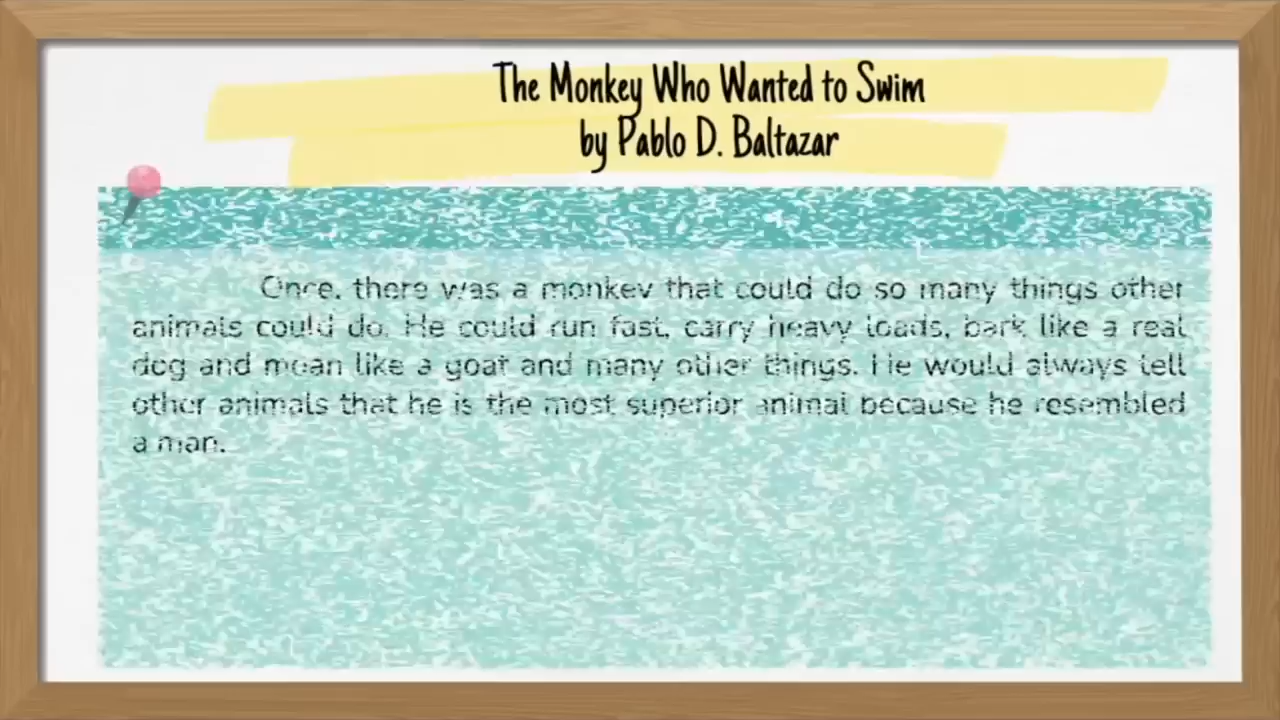 The Monkey Who Wanted to Swim
by Pablo D. Baltazar
Once, there was a monkey that could do so many things other
animals could do. He could run fast, carry heavy loads, bark like a real
dog and moan like a goat and many other things. He would always tell
other animals that he is the most superior animal because he resembled
a man.